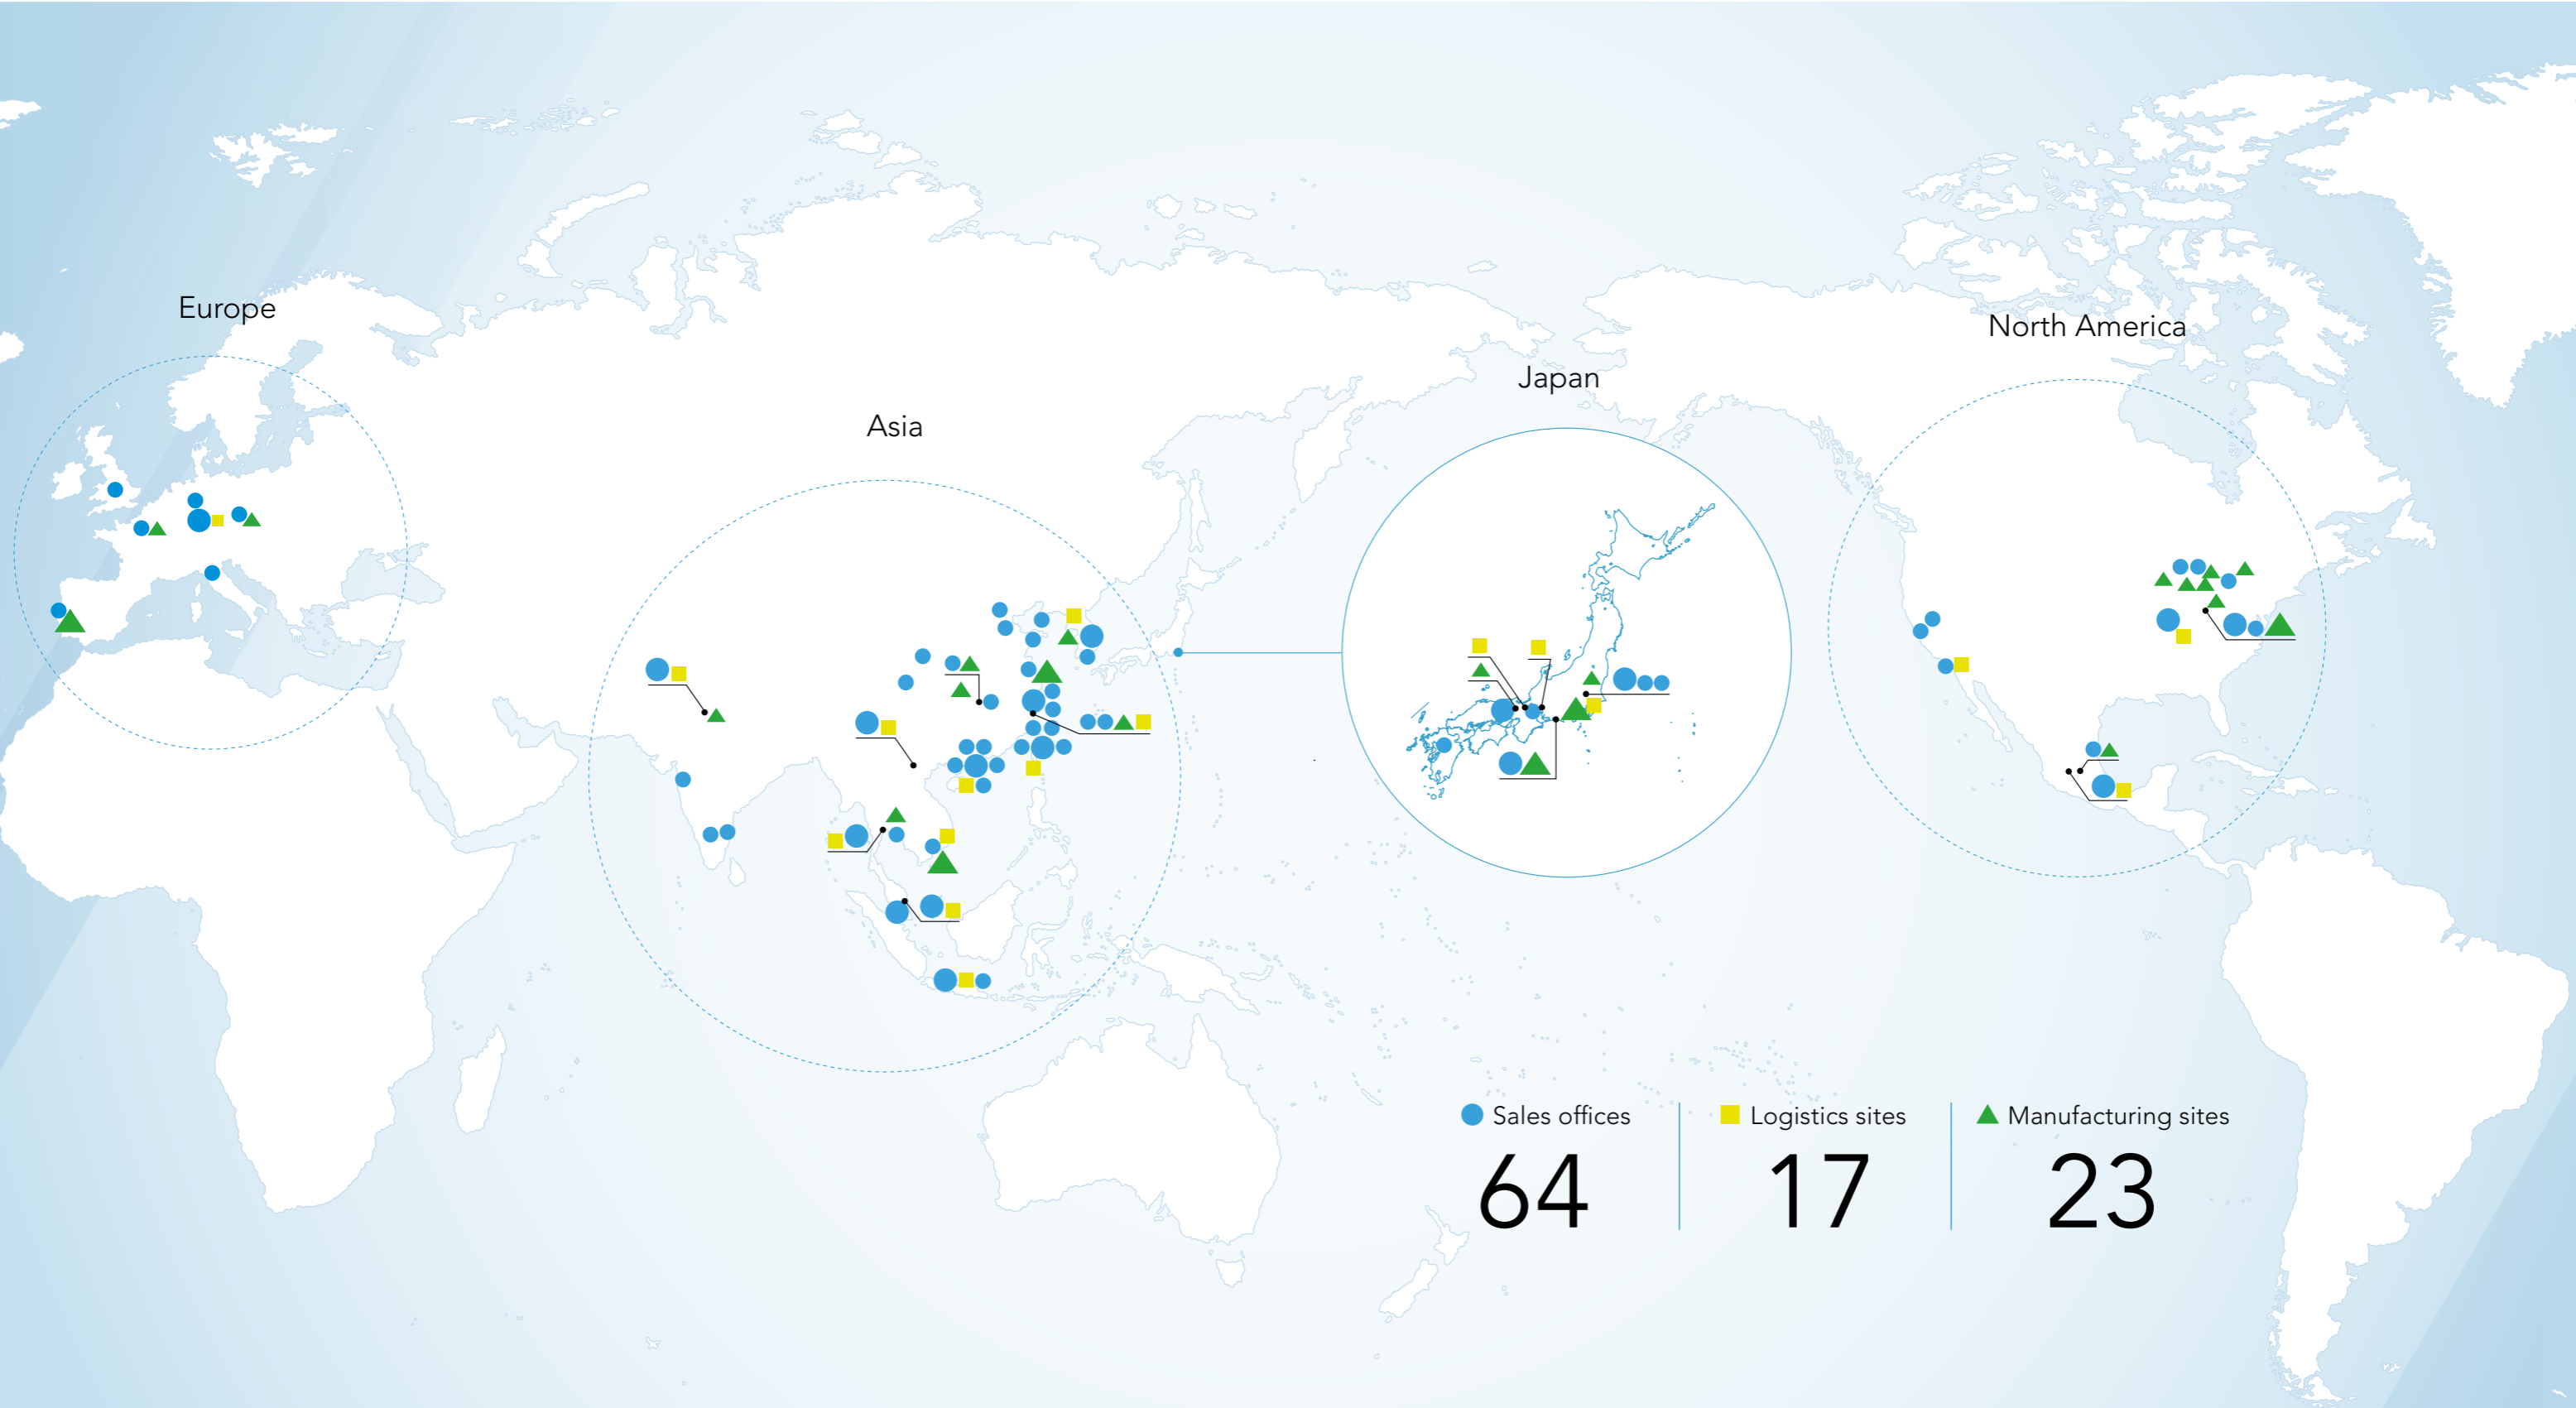 Europe
North America
Japan
Asia
Sales offices
Logistics sites
Manufacturing sites
64
17
23